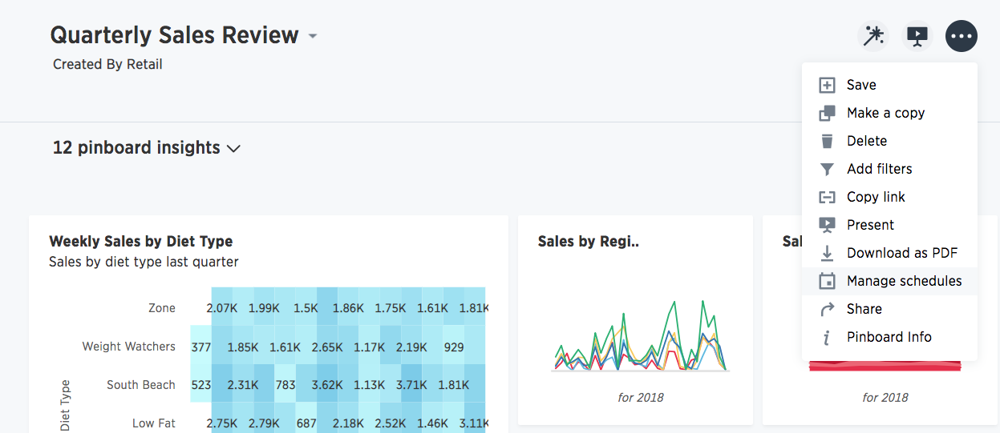 Quarterly Sales Review
Created By Retail
Save
Make a copy
Delete
Add filters
Copy link
Present
Download as PDF
Manage schedules
Share
Pinboard Info
12 pinboard insights
Weekly Sales by Diet Type
Sales by diet type last quarter
Diet Type
Zone 2.07K 1.99K 1.5K 1.86K 1.75K 1.61K 1.81K
Weight Watchers 377 1.85K 1.61K 2.65K 1.17K 2.19K 929
South Beach 523 2.31K 783 3.62K 1.13K 3.71K 1.81K
Low Fat 2.75K 2.79K 687 2.18K 2.52K 1.46K 3.11K
Sales by Regi..
for 2018
Sal
for 2018